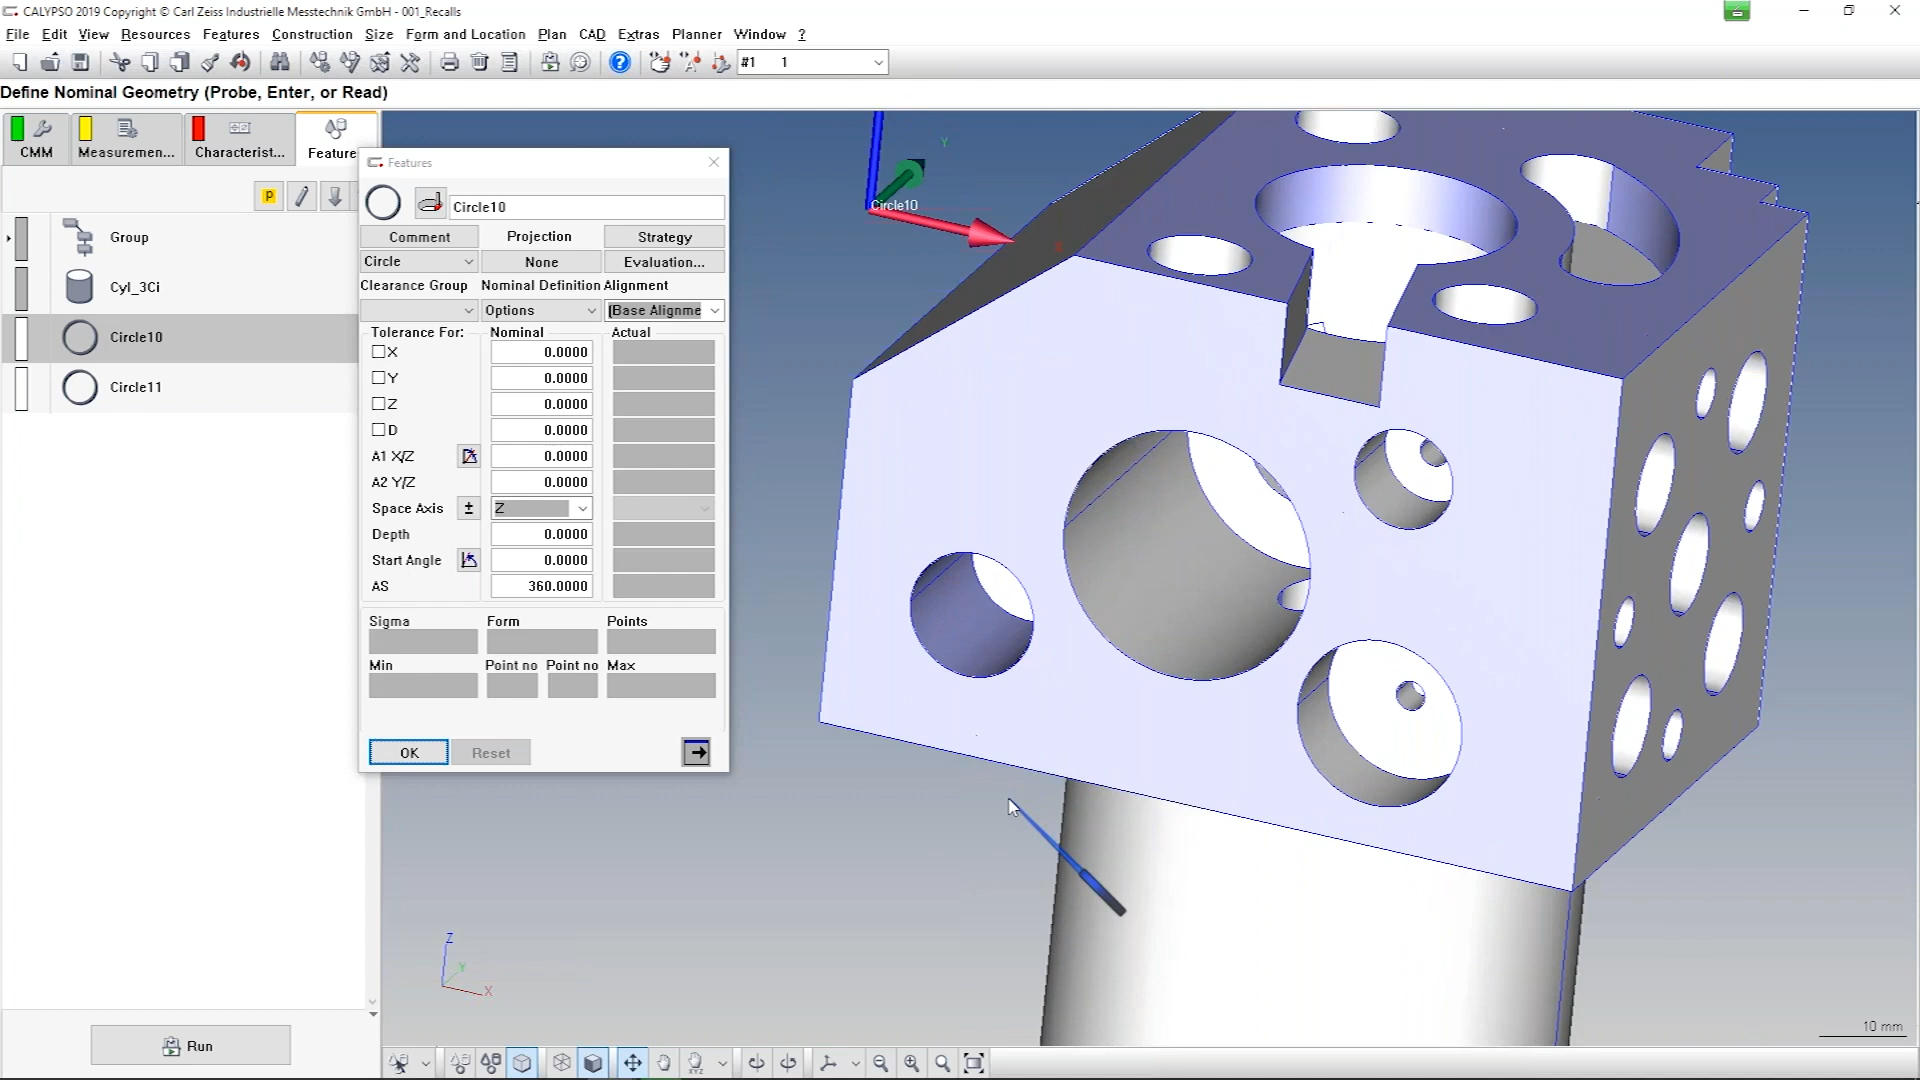 CALYPSO 2019 Copyright © Carl Zeiss Industrielle Messtechnik GmbH - 001_Recalls
File Edit View Resources Features Construction Size Form and Location Plan CAD Extras Planner Window ?
#1 1
Define Nominal Geometry (Probe, Enter, or Read)
CMM Measuremen... Characterist... Feature
P
Group
Cyl_3Ci
Circle10
Circle11
Run
Features
Circle10
Comment Projection Strategy
Circle None Evaluation...
Clearance Group Nominal Definition Alignment
Options (Base Alignme
Tolerance For: Nominal Actual
X 0.0000
Y 0.0000
Z 0.0000
D 0.0000
A1 X/Z 0.0000
A2 Y/Z 0.0000
Space Axis ± Z
Depth 0.0000
Start Angle 0.0000
AS 360.0000
Sigma Form Points
Min Point no Point no Max
OK Reset
Y
Circle10
X
Z
Y
X
10 mm
XYZ